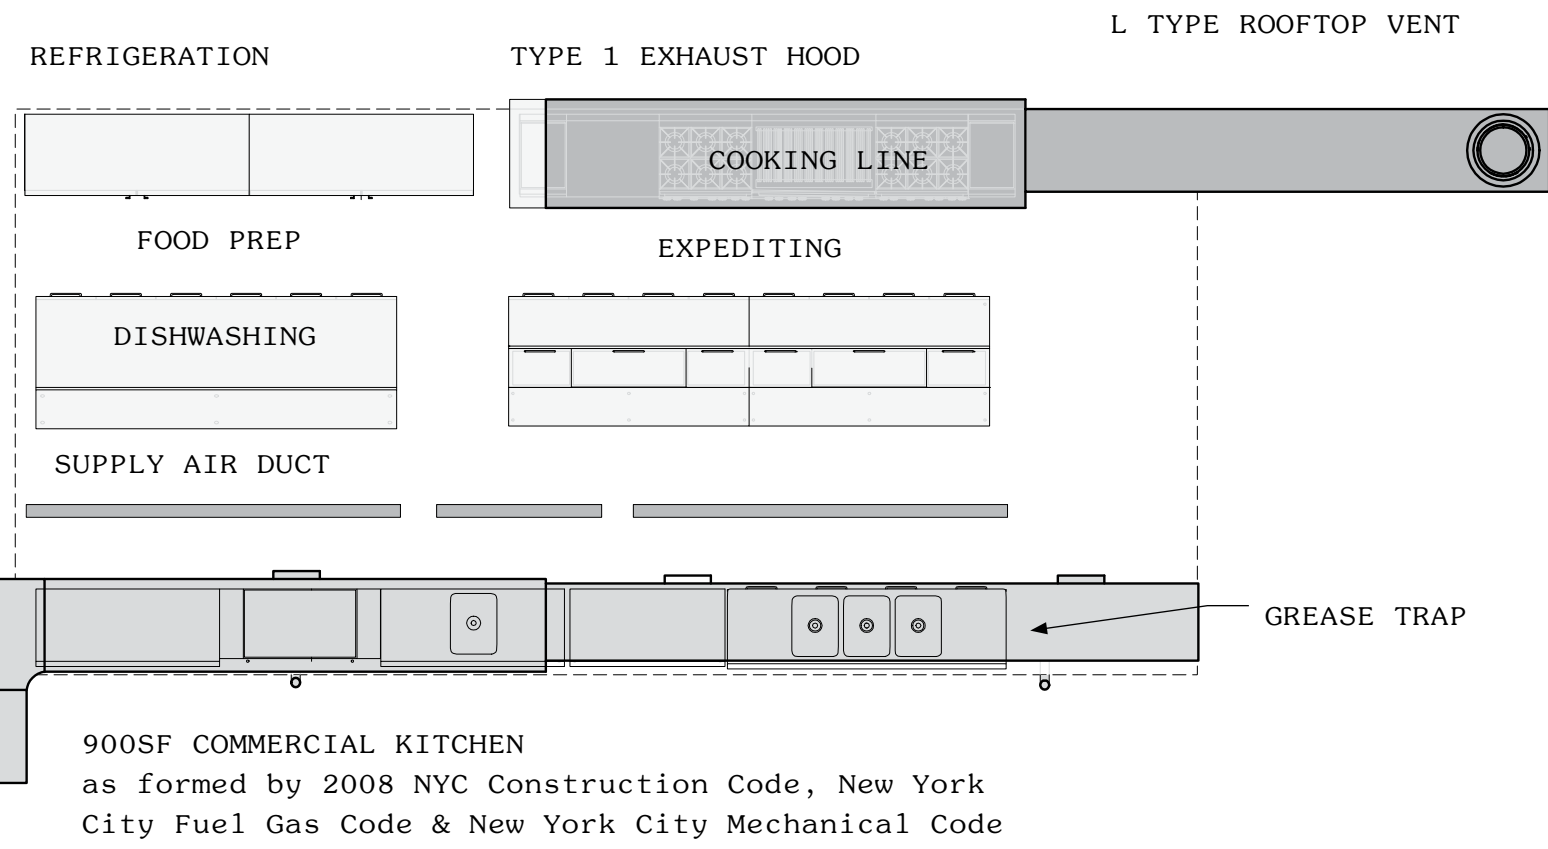 L TYPE ROOFTOP VENT
REFRIGERATION
TYPE 1 EXHAUST HOOD
COOKING LINE
FOOD PREP
EXPEDITING
DISHWASHING
SUPPLY AIR DUCT
GREASE TRAP
900SF COMMERCIAL KITCHEN
as formed by 2008 NYC Construction Code, New York
City Fuel Gas Code & New York City Mechanical Code